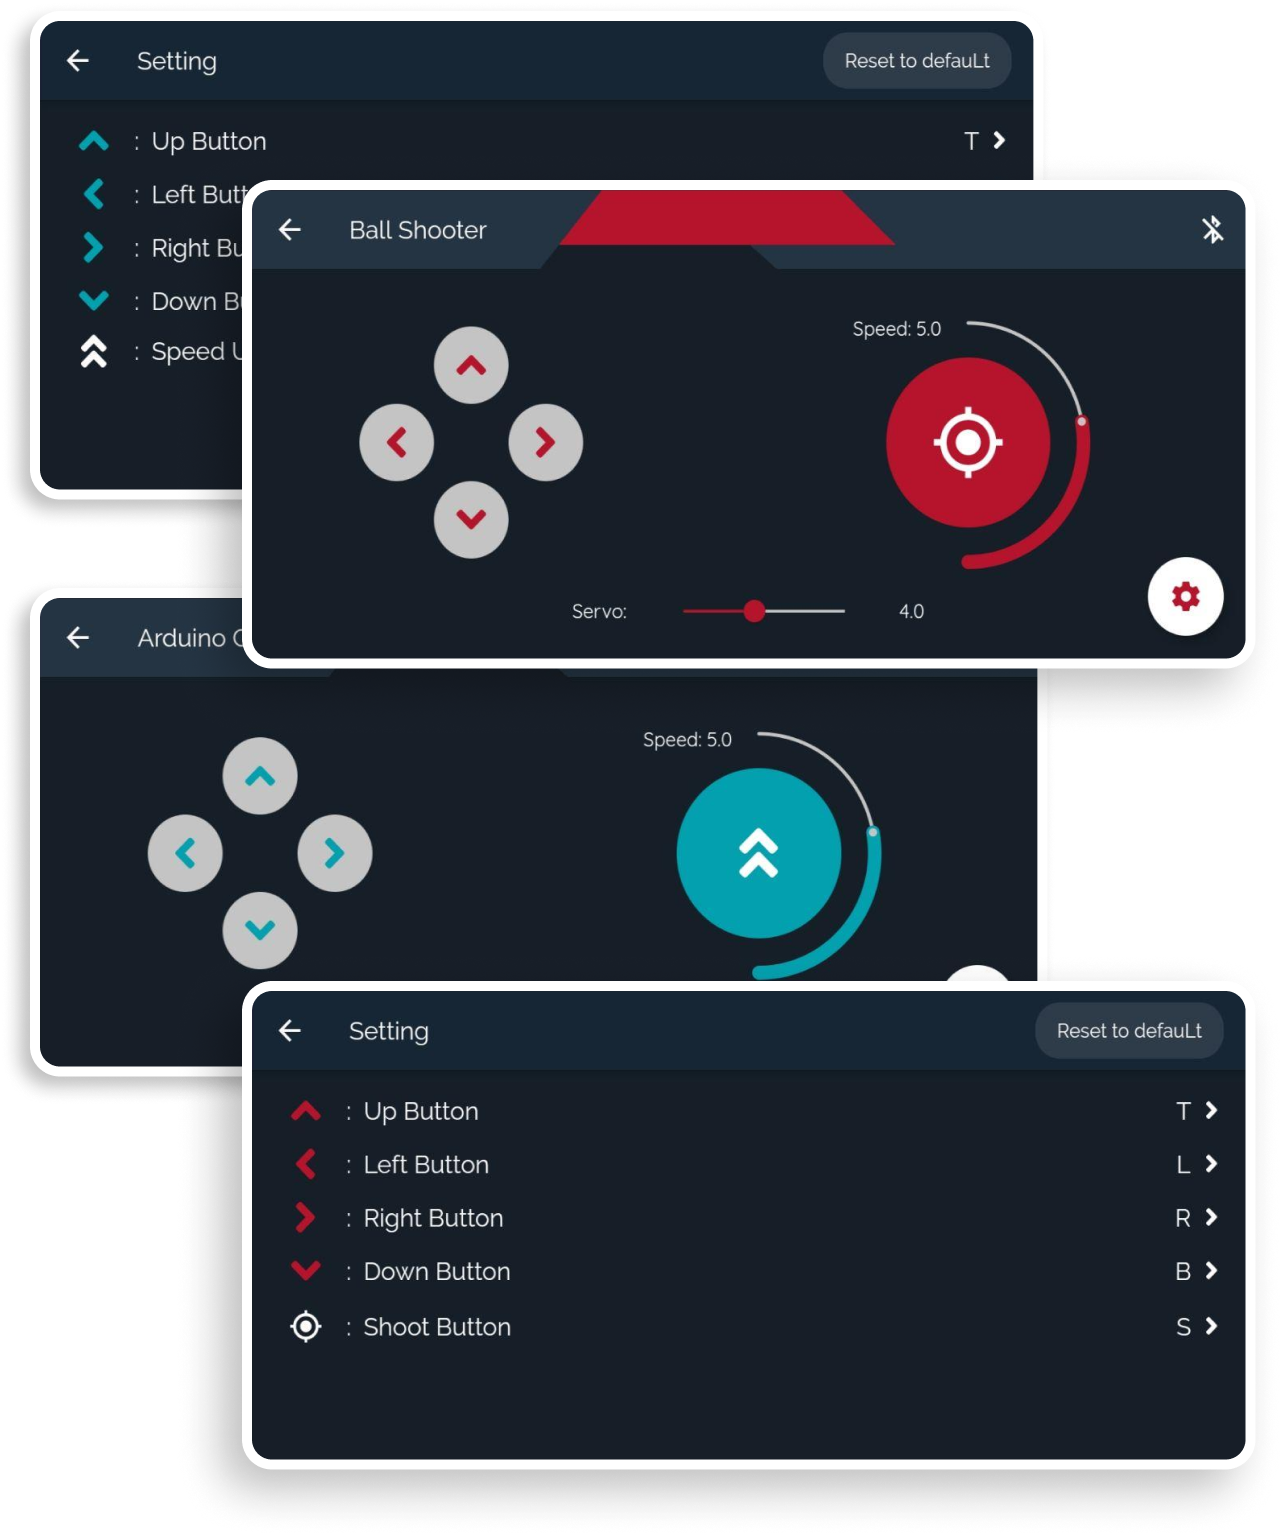 Setting
Reset to defauLt
: Up Button
T
: Left Butt
: Right Bu
: Down B
: Speed U
Ball Shooter
Speed: 5.0
Servo:
4.0
Arduino
Speed: 5.0
Setting
Reset to defauLt
: Up Button
T
: Left Button
L
: Right Button
R
: Down Button
B
: Shoot Button
S